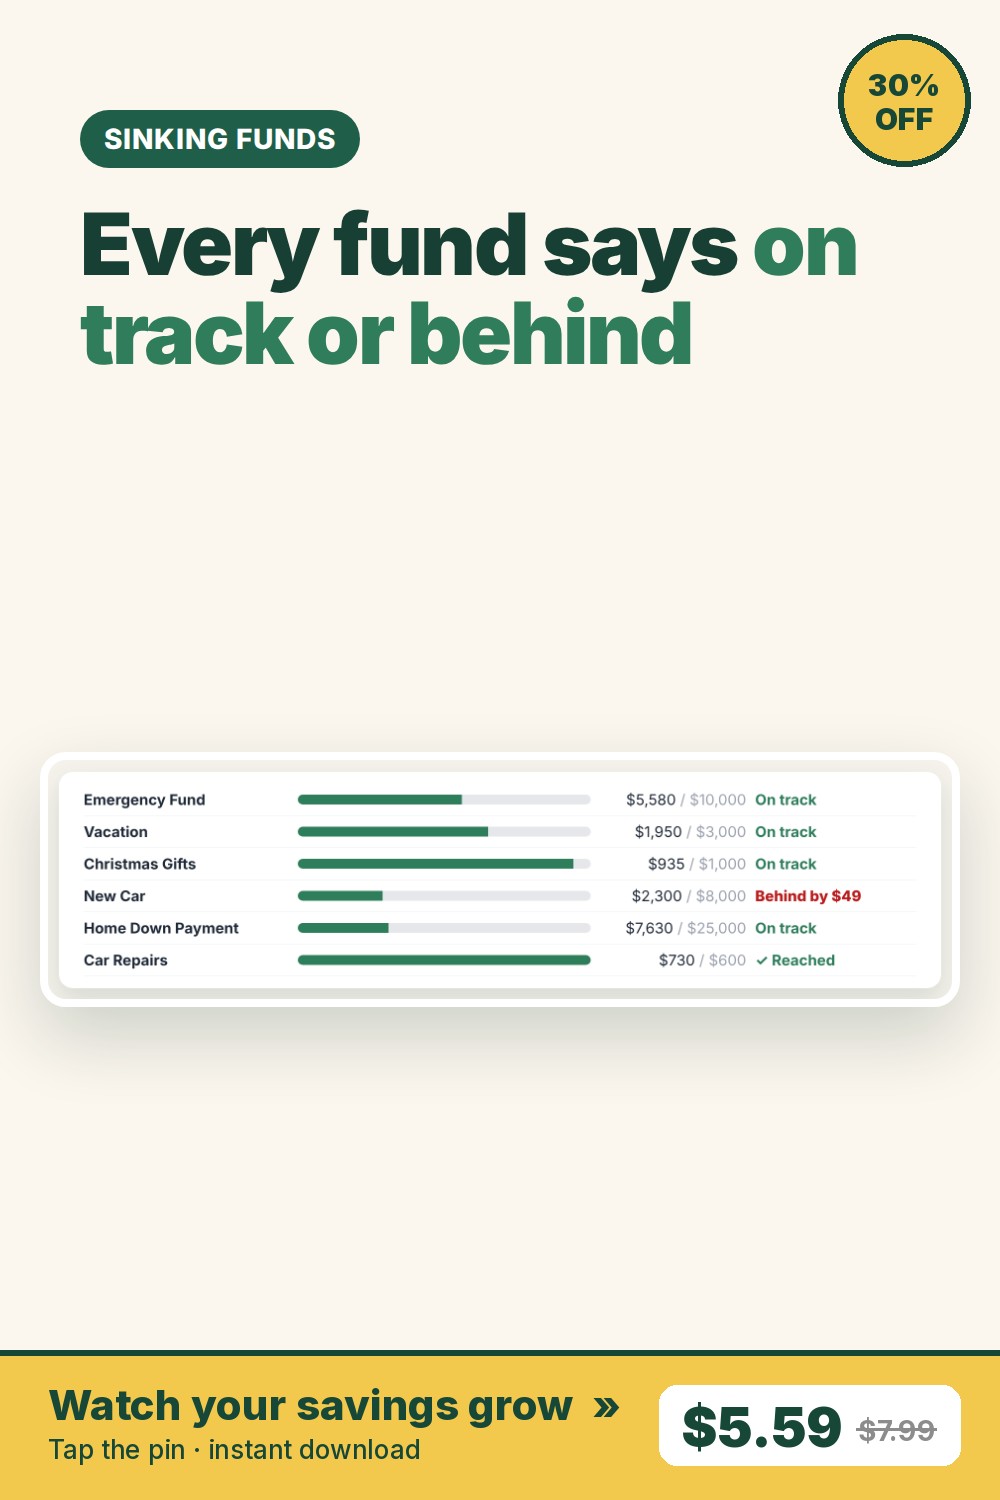 30%
OFF
SINKING FUNDS
Every fund says on
track or behind
Emergency Fund $5,580 / $10,000 On track
Vacation $1,950 / $3,000 On track
Christmas Gifts $935 / $1,000 On track
New Car $2,300 / $8,000 Behind by $49
Home Down Payment $7,630 / $25,000 On track
Car Repairs $730 / $600 ✓ Reached
Watch your savings grow »
Tap the pin · instant download
$5.59 $7.99